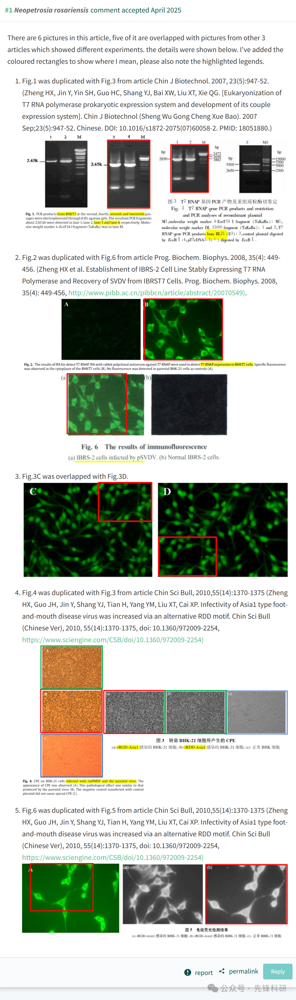 #1 Neopetrosia rosariensis comment accepted April 2025
There are 6 pictures in this article, five of it are overlapped with pictures from other 3
articles which showed different experiments. the details were shown below. I've added the
coloured rectangles to show where I mean, please also note the highlighted legends.
1. Fig.1 was duplicated with Fig.3 from article Chin J Biotechnol. 2007, 23(5):947-52.
(Zheng HX, Jin Y, Yin SH, Guo HC, Shang YJ, Bai XW, Liu XT, Xie QG. [Eukaryonization of
T7 RNA polymerase prokaryotic expression system and development of its couple
expression system]. Chin J Biotechnol (Sheng Wu Gong Cheng Xue Bao). 2007
Sep;23(5):947-52. Chinese. DOI: 10.1016/s1872-2075(07)60058-2. PMID: 18051880.)
1 2 M
3 4 M
2.65k
2.65k
1 2 M
bp
2650
bp
3472
2690
1882
3 M1
bp
5500
2650
bp
15000
7500
5000
2500
Fig. 1. PCR products from BHKT7 at the second, fourth, seventh and twentieth pas-
sages were electrophoresed through 0.8% agarose gels. The resultant PCR fragments
about 2.65 kb were detected in lane 1, lane 2, lane 3 and lane 4, respectively. Molec-
ular weight marker λ-EcoT14 I fragment (TaKaRa) was in lane M.
图 3 T7 RNAP 基因 PCR 产物及重组质粒酶切鉴定
Fig. 3 T7 RNAP gene PCR products and restriction
and PCR analyses of recombinant plasmid
M1:molecular weight marker λ-EcoT14 I fragment (TaKaRa); M1:
molecular weight marker DL 15000 fragment (TaKaRa); 1 and 2:T7
RNAP gene PCR products from BL21 (E3); 3:control plasmid digested
by EcoR I ;4:pT7cDNA3.1(+) digested by EcoR I .
2. Fig.2 was duplicated with Fig.6 from article Prog. Biochem. Biophys. 2008, 35(4): 449-
456. (Zheng HX et al. Establishment of IBRS-2 Cell Line Stably Expressing T7 RNA
Polymerase and Recovery of SVDV from IBRST7 Cells. Prog. Biochem. Biophys. 2008,
35(4): 449-456, http://www.pibb.ac.cn/pibbcn/article/abstract/20070549).
A B
Fig. 2. The results of IFA for detect T7 RNAP. IFA with rabbit polyclonal antiserum against T7 RNAP were used to detect T7 RNAP expression in BHKT7 cells. Specific fluorescence
was observed in the cytoplasm of the BHKT7 cells (B). No fluorescence was detected in parental BHK-21 cells as controls (A).
(a (b)
Fig. 6 The results of immunofluorescence
(a) IBRS-2 cells infected by pSVDV. (b) Normal IBRS-2 cells.
3. Fig.3C was overlapped with Fig.3D.
C D
4. Fig.4 was duplicated with Fig.3 from article Chin Sci Bull, 2010,55(14):1370-1375 (Zheng
HX, Guo JH, Jin Y, Shang YJ, Tian H, Yang YM, Liu XT, Cai XP. Infectivity of Asia1 type foot-
and-mouth disease virus was increased via an alternative RDD motif. Chin Sci Bull
(Chinese Ver), 2010, 55(14):1370-1375, doi: 10.1360/972009-2254,
https://www.sciengine.com/CSB/doi/10.1360/972009-2254)
A
B (a) (b) (c)
C
图 3 转染 BHK-21 细胞所产生的 CPE
(a) rRGD-Asia1 感染的 BHK-21 细胞; (b) rRDD-Asia1 感染的 BHK-21 细胞; (c) 正常 BHK 细胞
Fig. 4. CPE on BHK-21 cells infected with rmFMDV and the parental virus. The
appearance of CPE was observed (A). This pathological effect was similar to that
produced by the parental virus (B). The negative control transfected with control
plasmid did not cause special CPE (C).
5. Fig.6 was duplicated with Fig.5 from article Chin Sci Bull, 2010,55(14):1370-1375 (Zheng
HX, Guo JH, Jin Y, Shang YJ, Tian H, Yang YM, Liu XT, Cai XP. Infectivity of Asia1 type foot-
and-mouth disease virus was increased via an alternative RDD motif. Chin Sci Bull
(Chinese Ver), 2010, 55(14):1370-1375, doi: 10.1360/972009-2254,
https://www.sciengine.com/CSB/doi/10.1360/972009-2254)
A (a) (b)
图 5 免疫荧光检测结果
(a) rRGD-Asia1 感染的 BHK-21 细胞; (b) rRGD-Asia1 感染的 BHK-21 细胞; (c) 正常 BHK-21 细胞
report permalink Reply
公众号 · 先锋科研